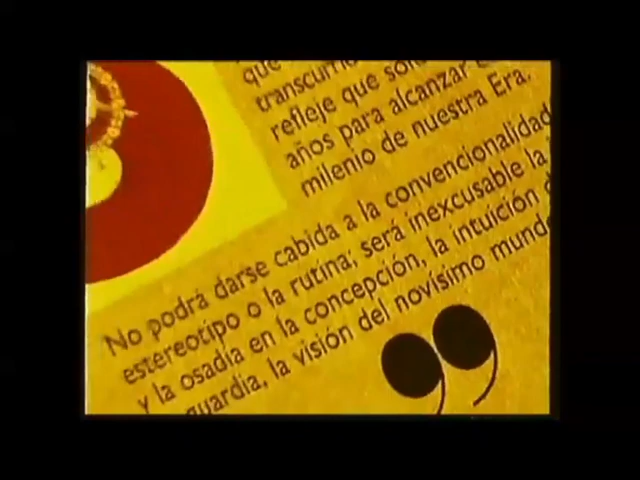 que
transcurrió
refleje que sólo
años para alcanzar
milenio de nuestra Era.
No podrá darse cabida a la convencionalidad
estereotipo o la rutina; será inexcusable la
y la osadía en la concepción, la intuición
guardia, la visión del novísimo mundo
”